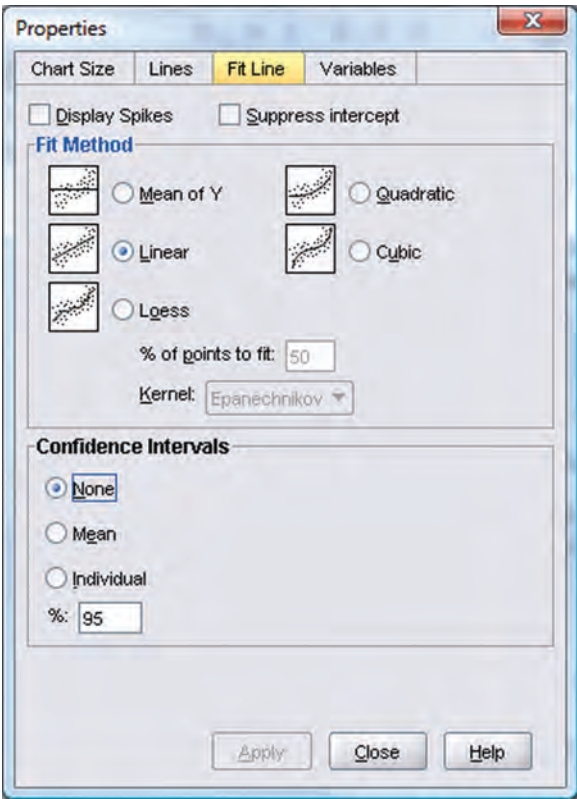 Properties
Chart Size Lines Fit Line Variables
Display Spikes Suppress intercept
Fit Method
Mean of Y Quadratic
Linear Cubic
Loess
% of points to fit: 50
Kernel: Epanechnikov
Confidence Intervals
None
Mean
Individual
%: 95
Apply Close Help